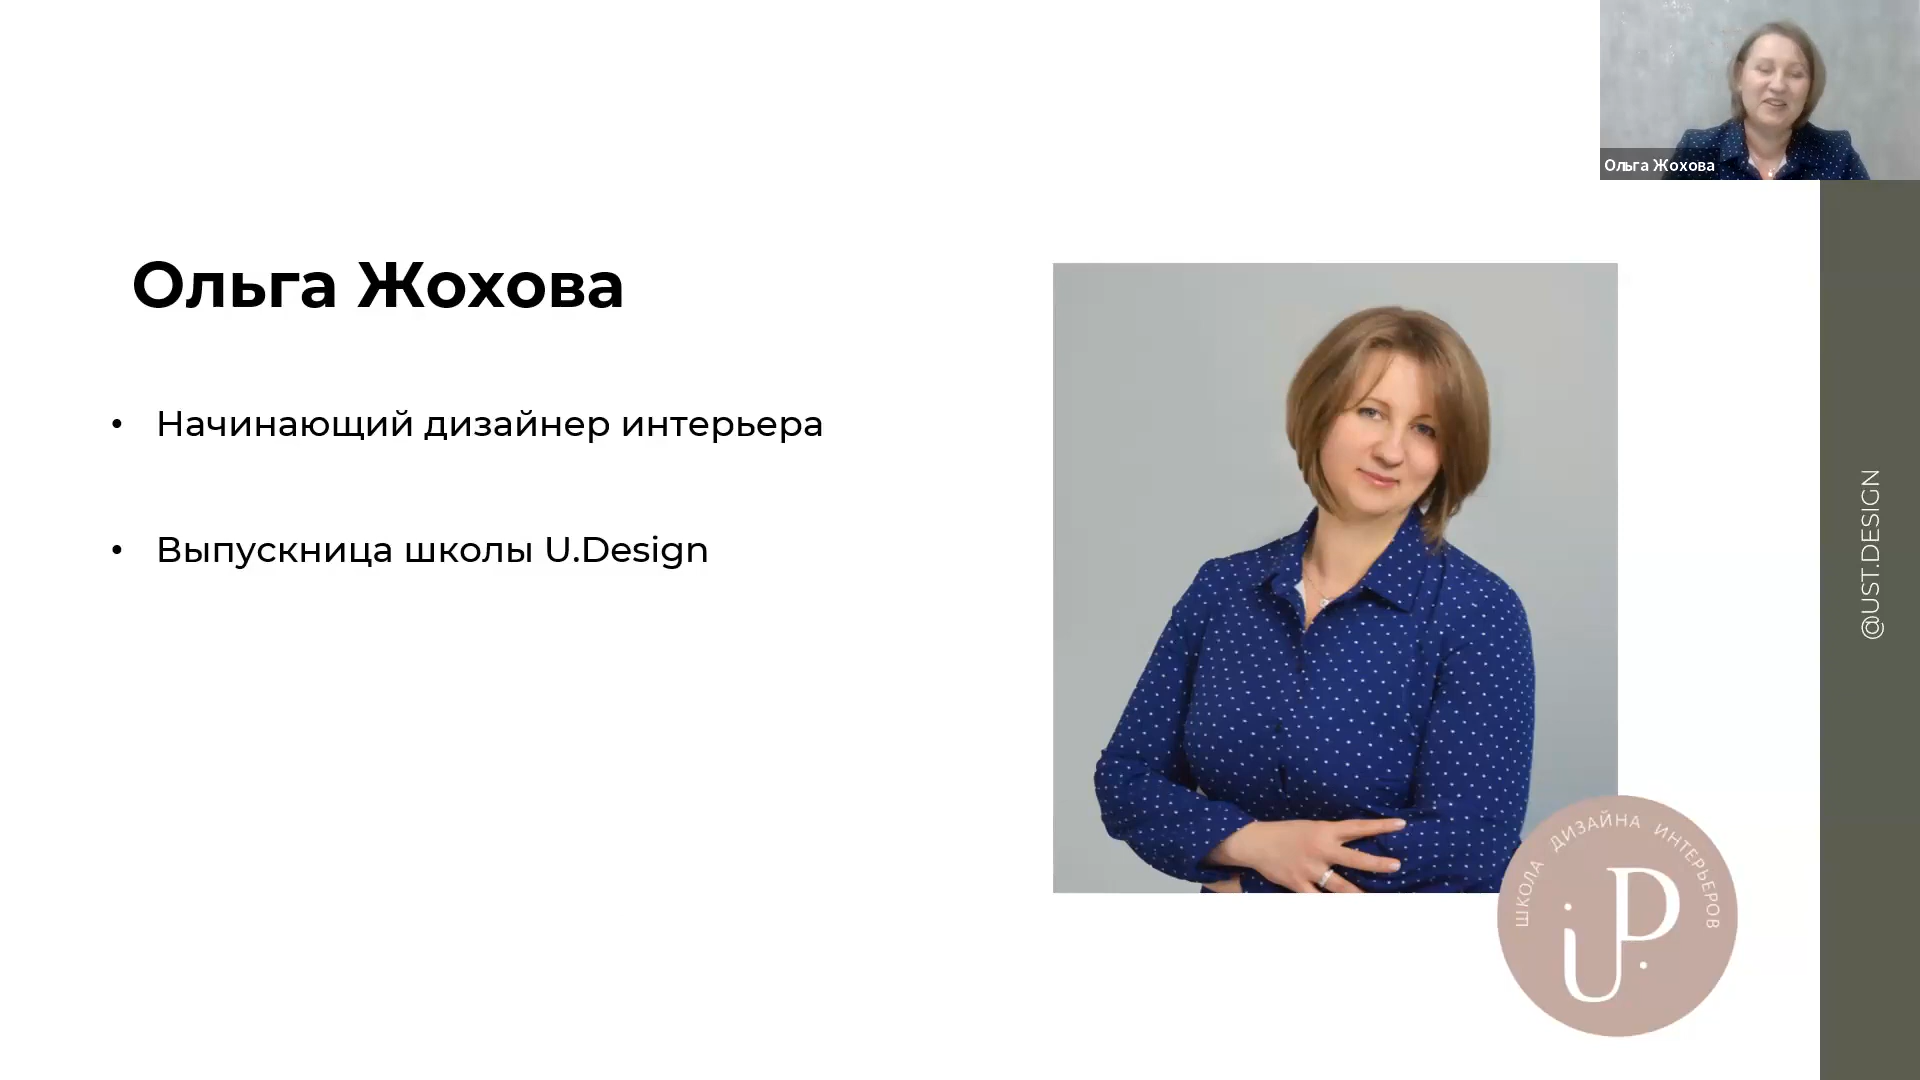 Ольга Жохова
Ольга Жохова
• Начинающий дизайнер интерьера
• Выпускница школы U.Design
@UST.DESIGN
ШКОЛА ДИЗАЙНА ИНТЕРЬЕРОВ
U.D.